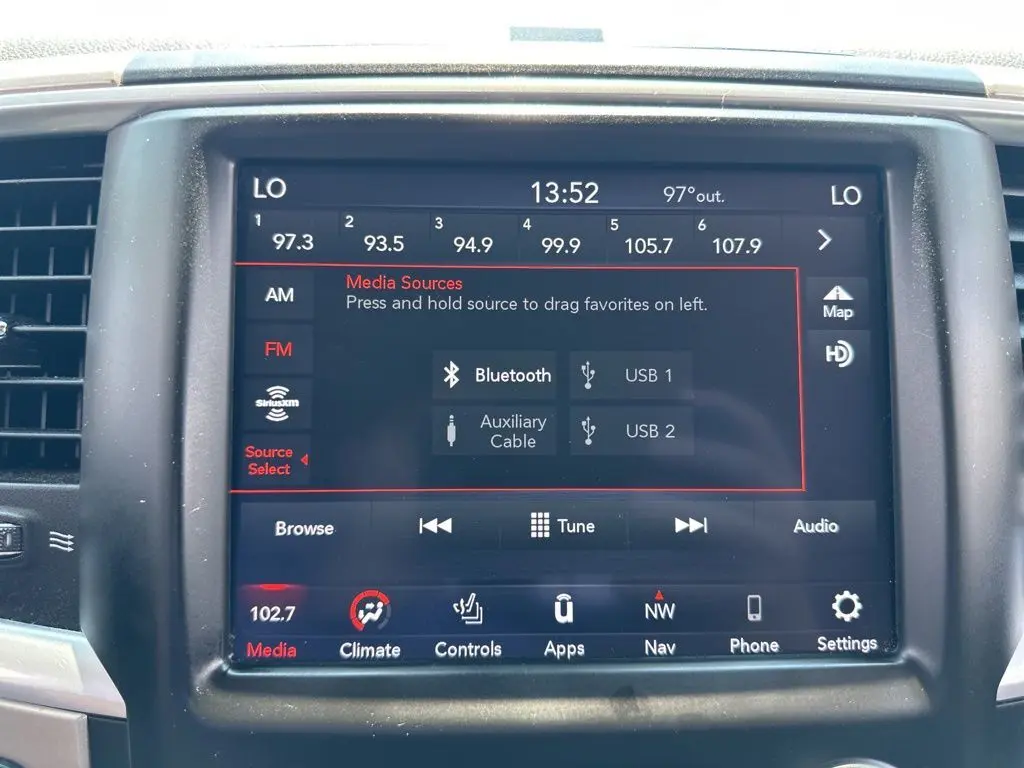 LO 13:52 97°out. LO
1 97.3 2 93.5 3 94.9 4 99.9 5 105.7 6 107.9
AM
Media Sources
Press and hold source to drag favorites on left.
Map
FM
HD
Bluetooth USB 1
SiriusXM
Auxiliary
Cable
USB 2
Source
Select
Browse Tune Audio
102.7 NW
Media Climate Controls Apps Nav Phone Settings